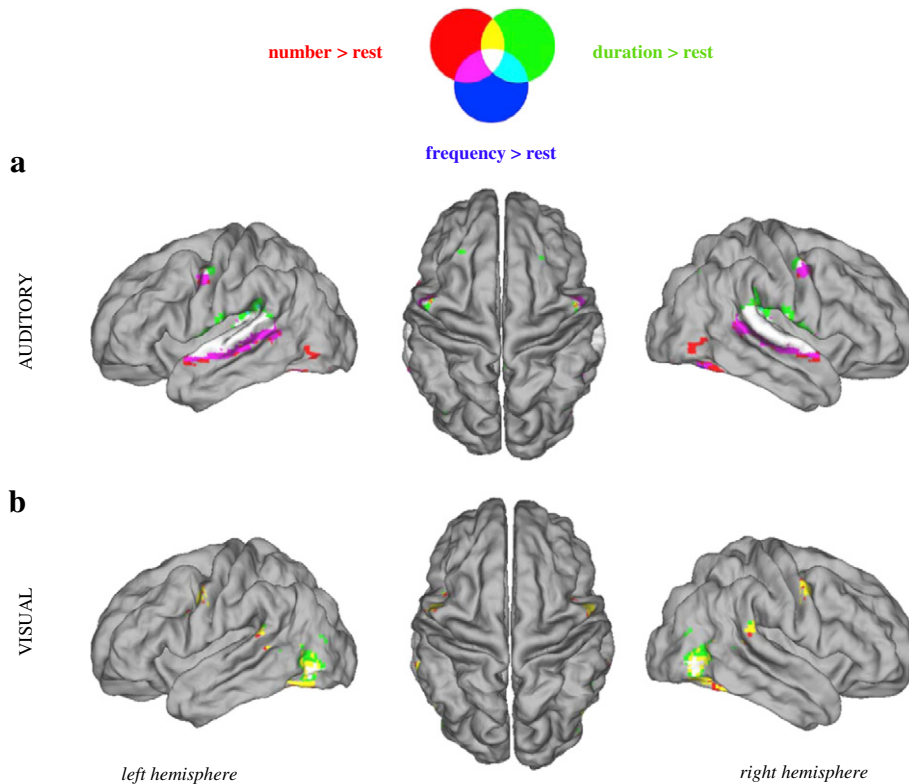 number > rest
duration > rest
frequency > rest
a
AUDITORY
b
VISUAL
left hemisphere
right hemisphere